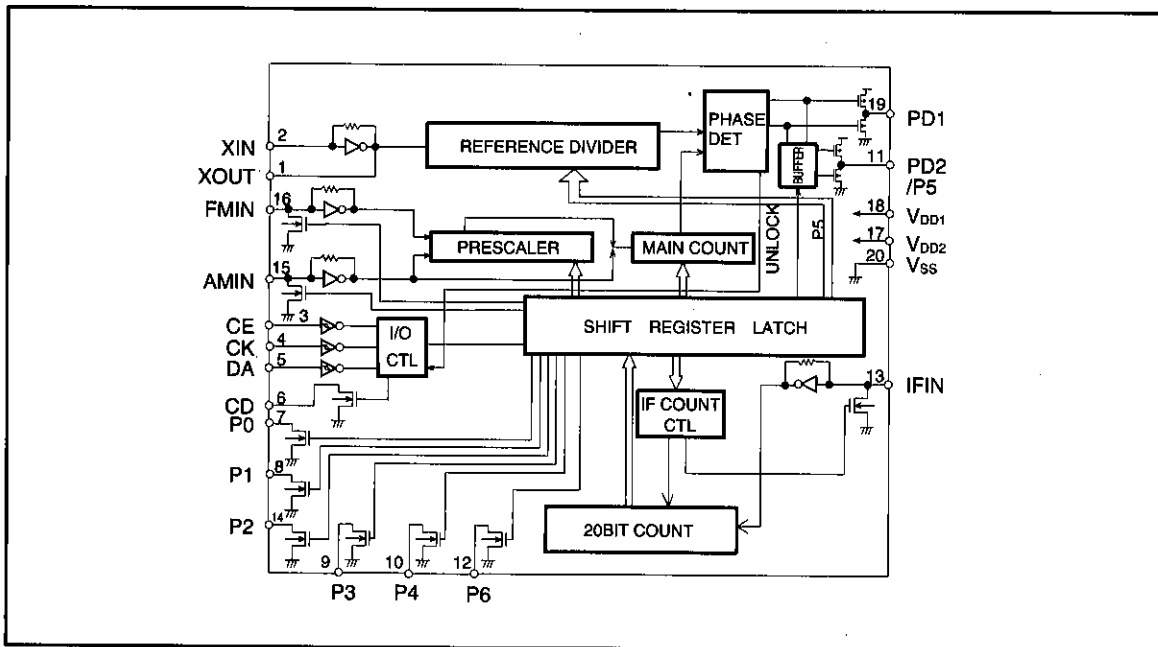 XIN
2
XOUT
1
FMIN
16
AMIN
15
CE
3
CK
4
DA
5
CD
6
P0
7
P1
8
P2
14
9
P3
10
P4
12
P6
REFERENCE DIVIDER
PHASE
DET
BUFFER
PRESCALER
MAIN COUNT
UNLOCK
P5
I/O
CTL
SHIFT REGISTER LATCH
IF COUNT
CTL
20BIT COUNT
19
PD1
11
PD2
/P5
18
VDD1
17
VDD2
20
VSS
13
IFIN